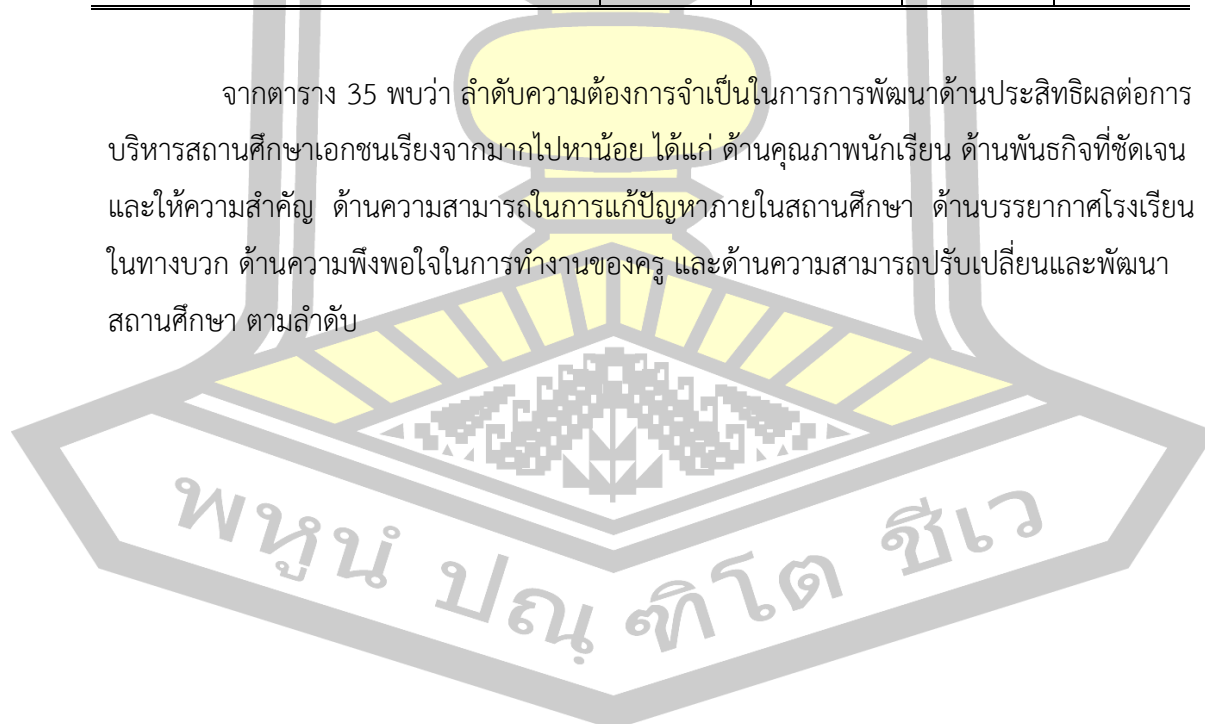 จากตาราง 35 พบว่า ลำดับความต้องการจำเป็นในการการพัฒนาด้านประสิทธิผลต่อการ
บริหารสถานศึกษาเอกชนเรียงจากมากไปหาน้อย ได้แก่ ด้านคุณภาพนักเรียน ด้านพันธกิจที่ชัดเจน
และให้ความสำคัญ ด้านความสามารถในการแก้ปัญหาภายในสถานศึกษา ด้านบรรยากาศโรงเรียน
ในทางบวก ด้านความพึงพอใจในการทำงานของครู และด้านความสามารถปรับเปลี่ยนและพัฒนา
สถานศึกษา ตามลำดับ
พหูนํ ปณฺฑิโต ชีเว